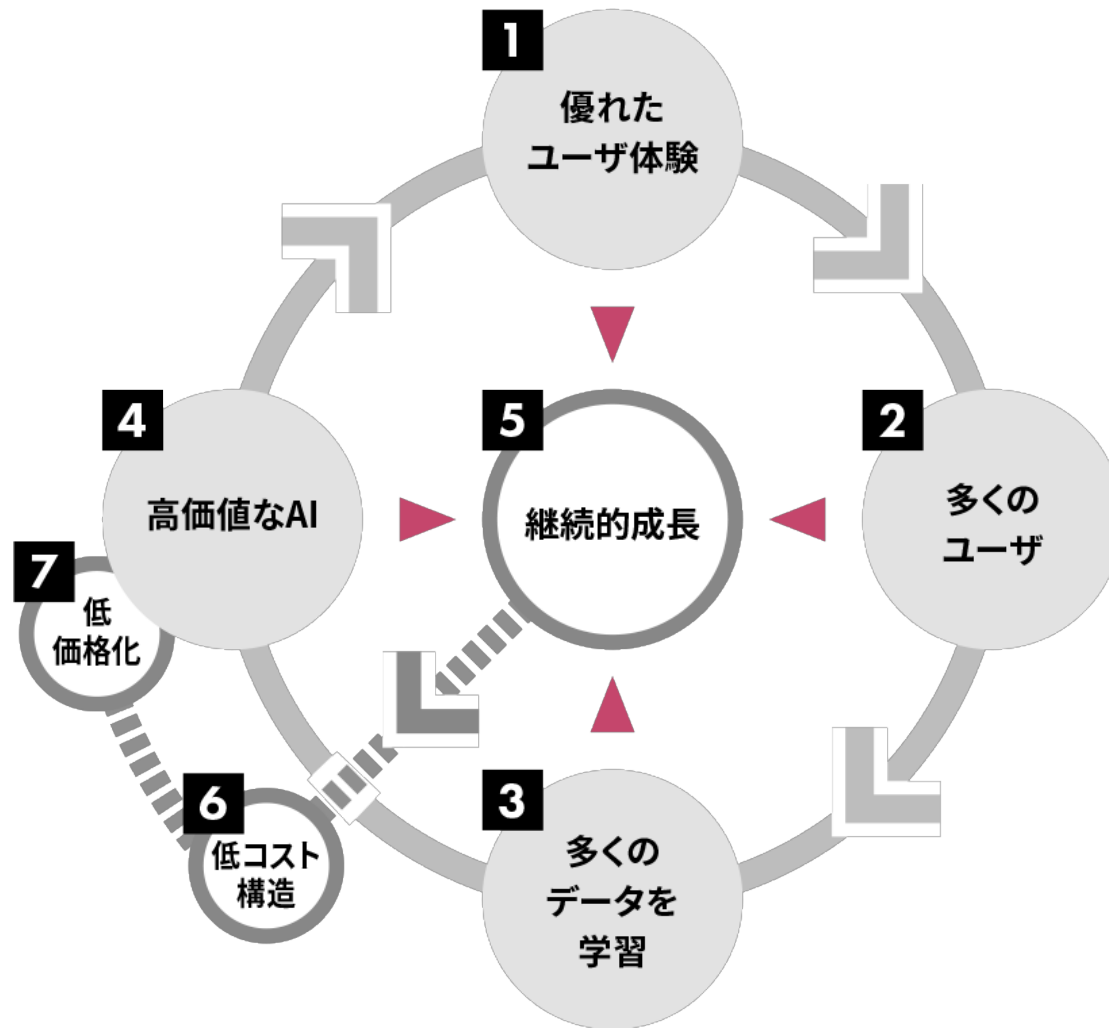 1
優れた
ユーザ体験
2
多くの
ユーザ
3
多くの
データを
学習
4
高価値なAI
5
継続的成長
6
低コスト
構造
7
低
価格化